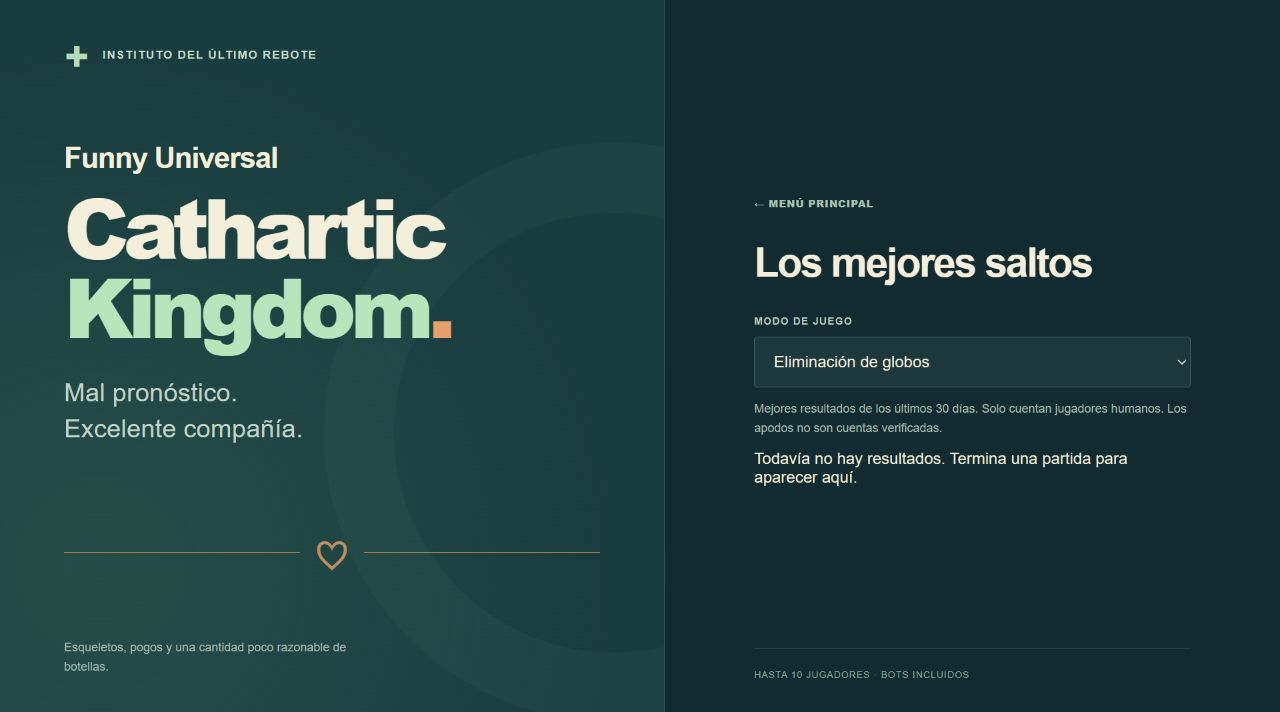 INSTITUTO DEL ÚLTIMO REBOTE
Funny Universal
Cathartic
Kingdom.
Mal pronóstico.
Excelente compañía.
Esqueletos, pogos y una cantidad poco razonable de
botellas.
← MENÚ PRINCIPAL
Los mejores saltos
MODO DE JUEGO
Eliminación de globos
Mejores resultados de los últimos 30 días. Solo cuentan jugadores humanos. Los
apodos no son cuentas verificadas.
Todavía no hay resultados. Termina una partida para
aparecer aquí.
HASTA 10 JUGADORES · BOTS INCLUIDOS